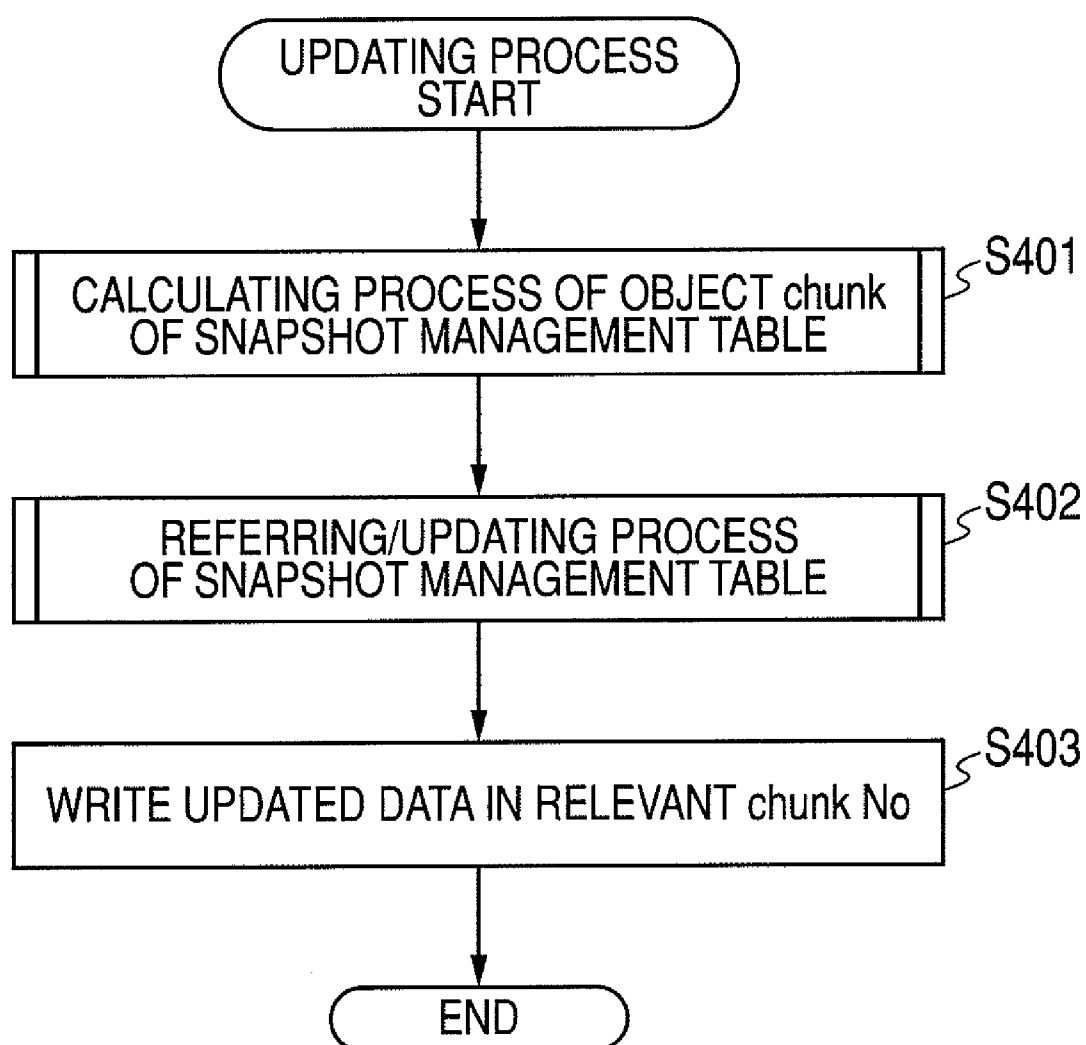 UPDATING PROCESS
START
S401
CALCULATING PROCESS OF OBJECT chunk
OF SNAPSHOT MANAGEMENT TABLE
S402
REFERRING/UPDATING PROCESS
OF SNAPSHOT MANAGEMENT TABLE
S403
WRITE UPDATED DATA IN RELEVANT chunk No
END